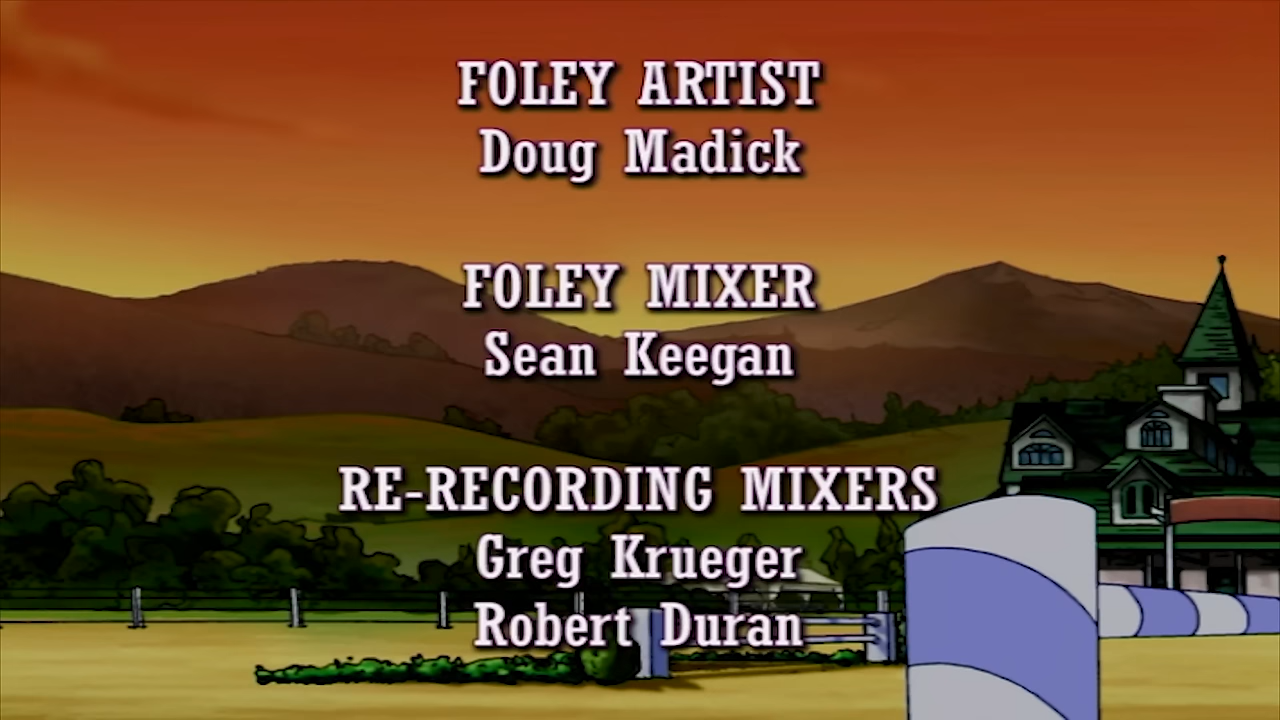 FOLEY ARTIST
Doug Madick
FOLEY MIXER
Sean Keegan
RE-RECORDING MIXERS
Greg Krueger
Robert Duran